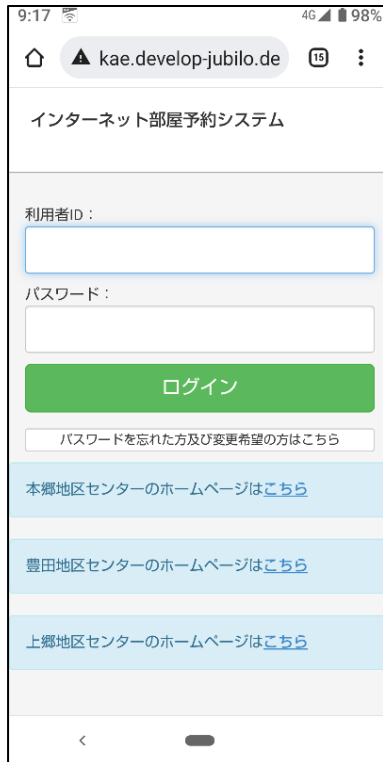 9:17 4G 98%
kae.develop-jubilo.de 15
インターネット部屋予約システム
利用者ID：
パスワード：
ログイン
パスワードを忘れた方及び変更希望の方はこちら
本郷地区センターのホームページはこちら
豊田地区センターのホームページはこちら
上郷地区センターのホームページはこちら